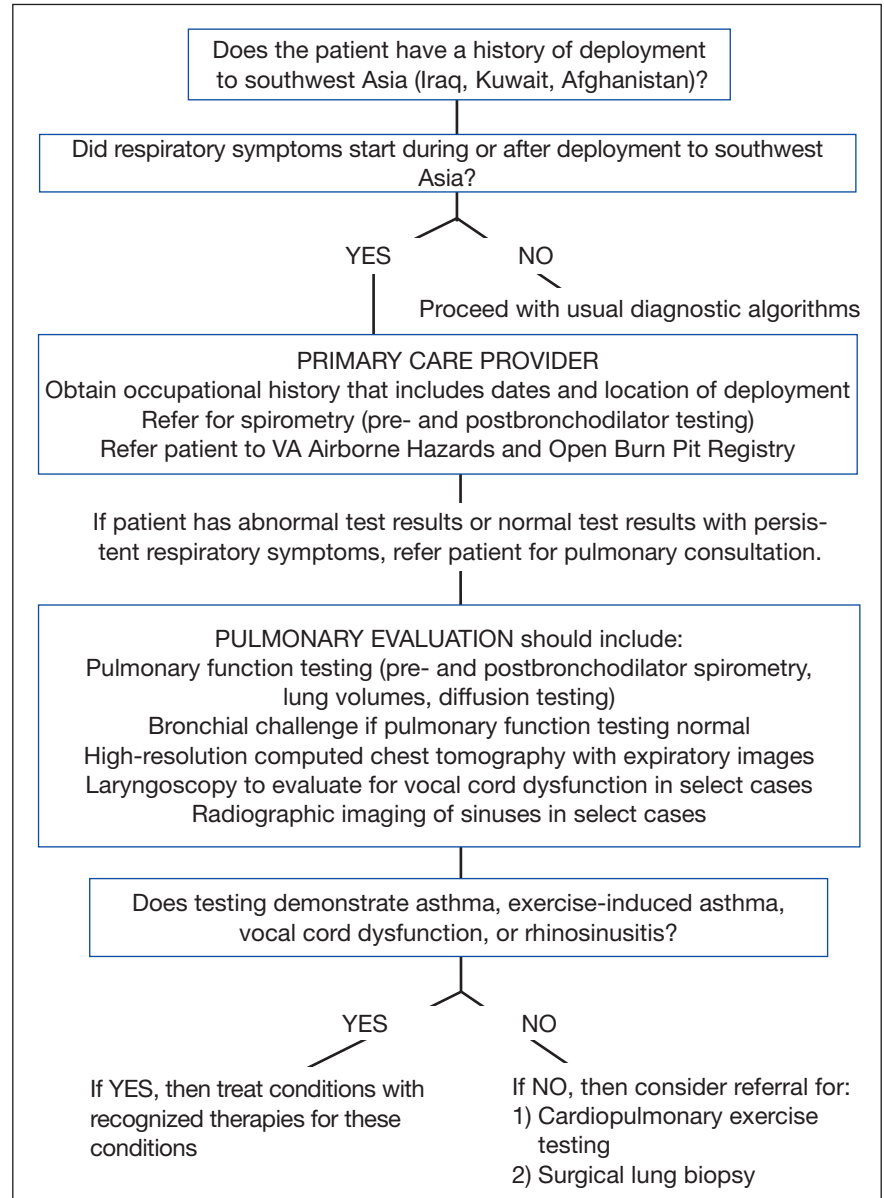 Does the patient have a history of deployment
to southwest Asia (Iraq, Kuwait, Afghanistan)?
Did respiratory symptoms start during or after deployment to southwest
Asia?
YES
NO
Proceed with usual diagnostic algorithms
PRIMARY CARE PROVIDER
Obtain occupational history that includes dates and location of deployment
Refer for spirometry (pre- and postbronchodilator testing)
Refer patient to VA Airborne Hazards and Open Burn Pit Registry
If patient has abnormal test results or normal test results with persis-
tent respiratory symptoms, refer patient for pulmonary consultation.
PULMONARY EVALUATION should include:
Pulmonary function testing (pre- and postbronchodilator spirometry,
lung volumes, diffusion testing)
Bronchial challenge if pulmonary function testing normal
High-resolution computed chest tomography with expiratory images
Laryngoscopy to evaluate for vocal cord dysfunction in select cases
Radiographic imaging of sinuses in select cases
Does testing demonstrate asthma, exercise-induced asthma,
vocal cord dysfunction, or rhinosinusitis?
YES
NO
If YES, then treat conditions with
recognized therapies for these
conditions
If NO, then consider referral for:
1) Cardiopulmonary exercise
testing
2) Surgical lung biopsy